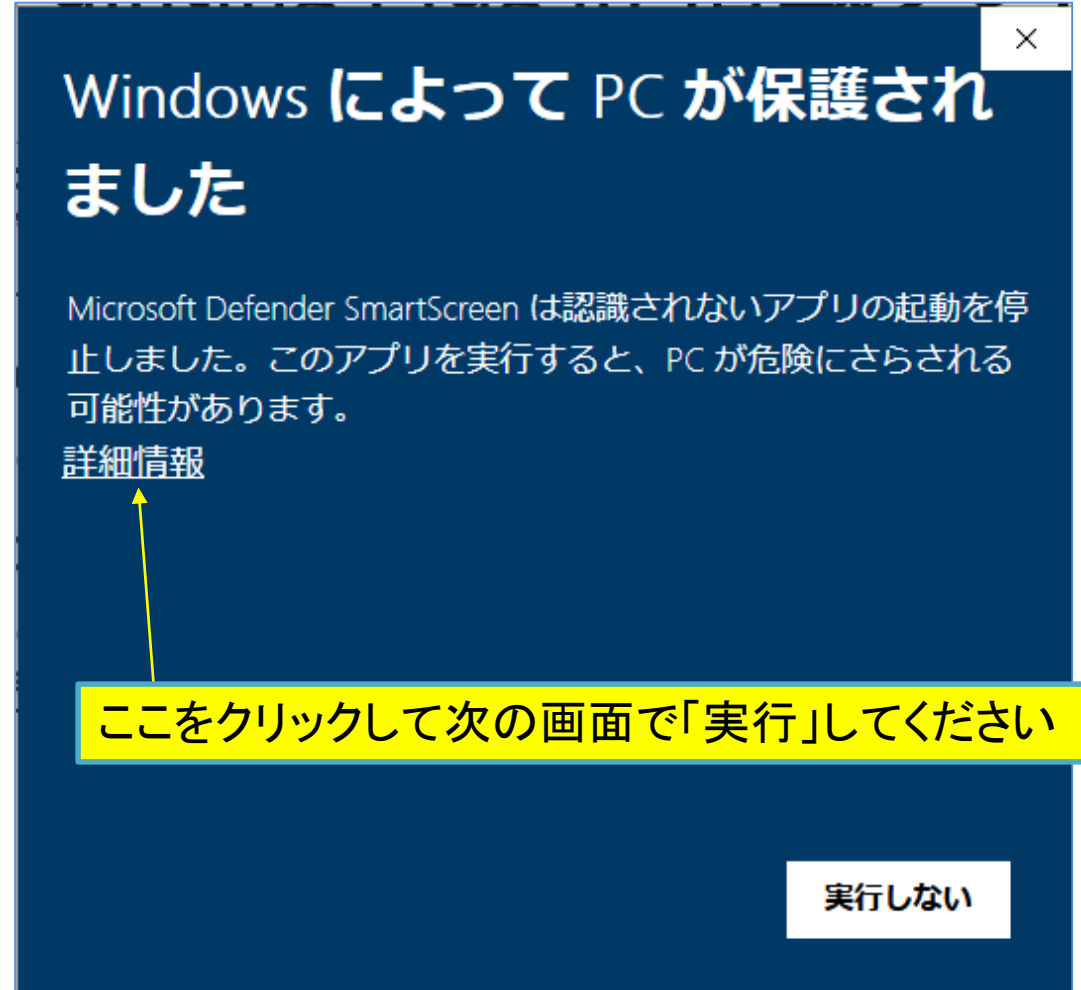 Windows によって PC が保護され
ました
Microsoft Defender SmartScreen は認識されないアプリの起動を停
止しました。このアプリを実行すると、PC が危険にさらされる
可能性があります。
詳細情報
ここをクリックして次の画面で「実行」してください
実行しない